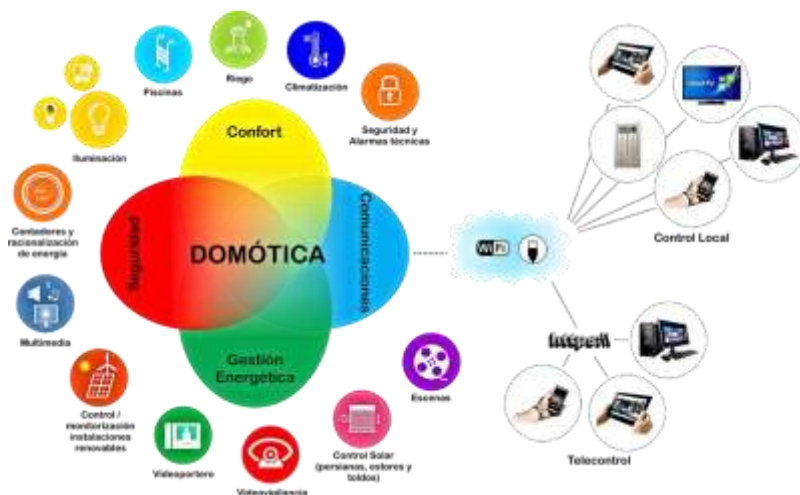 Piscinas
Riego
Climatización
Seguridad y
Alarmas técnicas
Iluminación
Contadores y
racionalización
de energía
Multimedia
Control /
monitorización
instalaciones
renovables
Videoportero
Videovigilancia
Control Solar
(persianas, estores y
toldos)
Escenas
Confort
Seguridad
DOMÓTICA
Comunicaciones
Gestión
Energética
WiFi
Control Local
Telecontrol